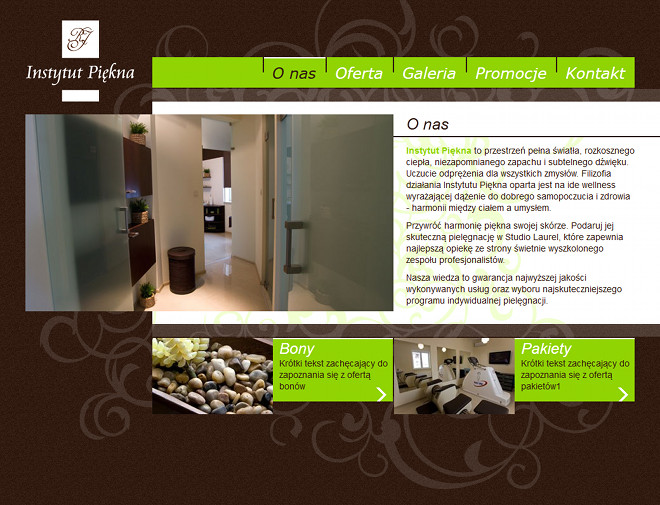 Instytut Piękna
O nas
Oferta
Galeria
Promocje
Kontakt
O nas
Instytut Piękna to przestrzeń pełna światła, rozkosznego
ciepła, niezapomnianego zapachu i subtelnego dźwięku.
Uczucie odprężenia dla wszystkich zmysłów. Filizofia
działania Instytutu Piękna oparta jest na ide wellness
wyrażającej dążenie do dobrego samopoczucia i zdrowia
- harmonii między ciałem a umysłem.
Przywróć harmonię piękna swojej skórze. Podaruj jej
skuteczną pielęgnację w Studio Laurel, które zapewnia
najlepszą opiekę ze strony świetnie wyszkolonego
zespołu profesjonalistów.
Nasza wiedza to gwarancja najwyższej jakości
wykonywanych usług oraz wyboru najskuteczniejszego
programu indywidualnej pielęgnacji.
Bony
Krótki tekst zachęcający do
zapoznania się z ofertą
bonów
Pakiety
Krótki tekst zachęcający do
zapoznania się z ofertą
pakietów1